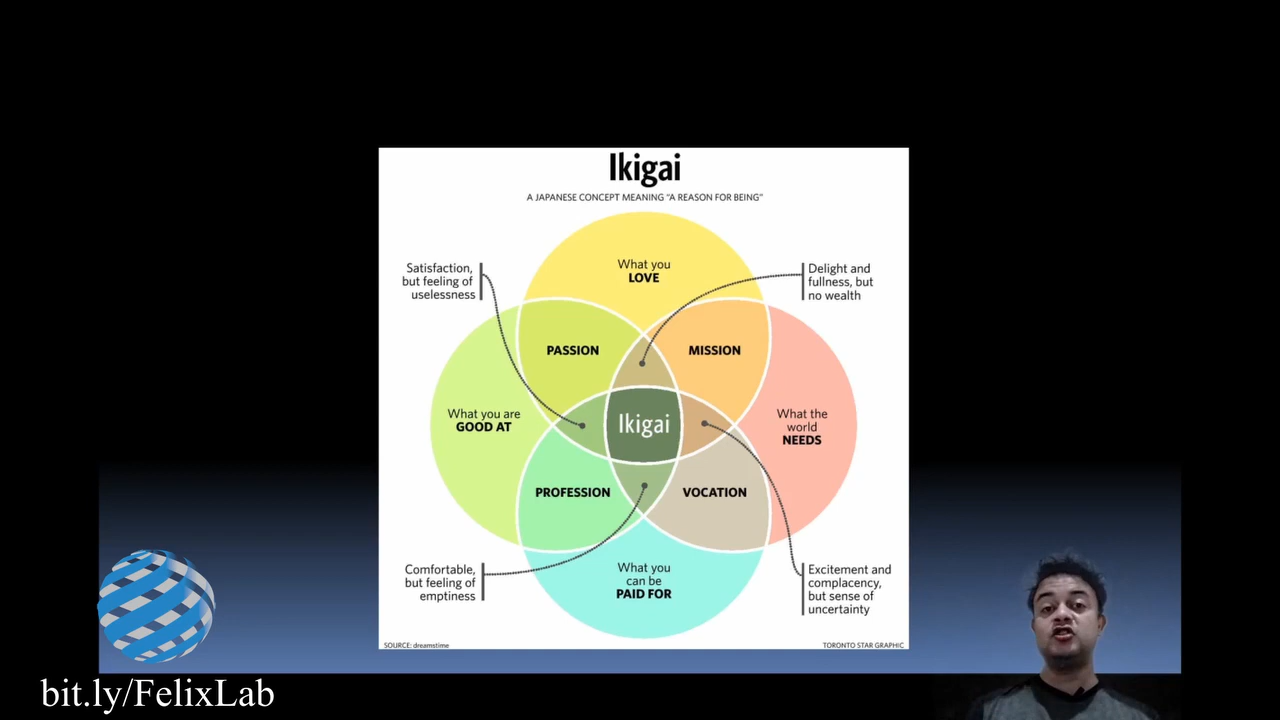 Ikigai
A JAPANESE CONCEPT MEANING “A REASON FOR BEING”
Satisfaction,
but feeling of
uselessness
What you
LOVE
Delight and
fullness, but
no wealth
PASSION
MISSION
What you are
GOOD AT
Ikigai
What the
world
NEEDS
PROFESSION
VOCATION
Comfortable,
but feeling of
emptiness
What you
can be
PAID FOR
Excitement and
complacency,
but sense of
uncertainty
SOURCE: dreamstime
TORONTO STAR GRAPHIC
bit.ly/FelixLab